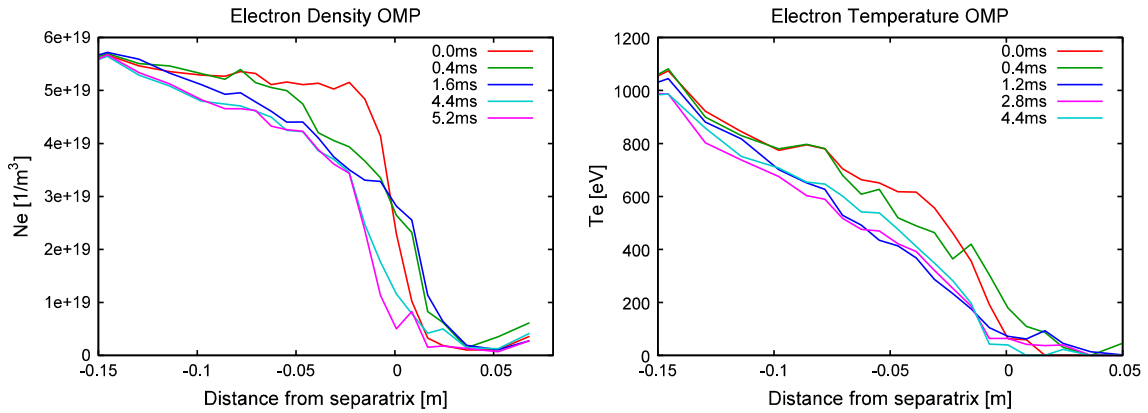 Electron Density OMP
Ne [1/m³]
6e+19
5e+19
4e+19
3e+19
2e+19
1e+19
0
-0.15
-0.1
-0.05
0
0.05
Distance from separatrix [m]
0.0ms
0.4ms
1.6ms
4.4ms
5.2ms
Electron Temperature OMP
Te [eV]
1200
1000
800
600
400
200
0
-0.15
-0.1
-0.05
0
0.05
Distance from separatrix [m]
0.0ms
0.4ms
1.2ms
2.8ms
4.4ms